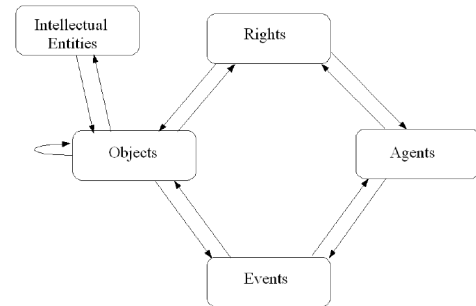 Intellectual
Entities
Rights
Objects
Agents
Events